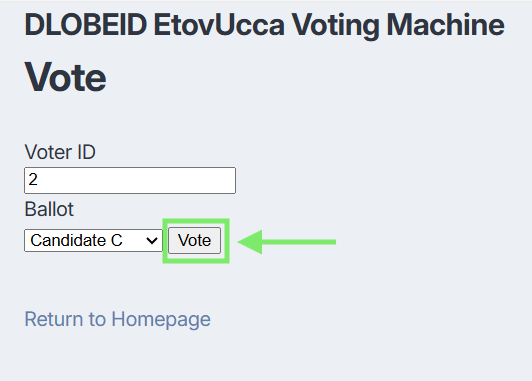 DLOBEID EtovUcca Voting Machine
Vote
Voter ID
2
Ballot
Candidate C Vote
Return to Homepage